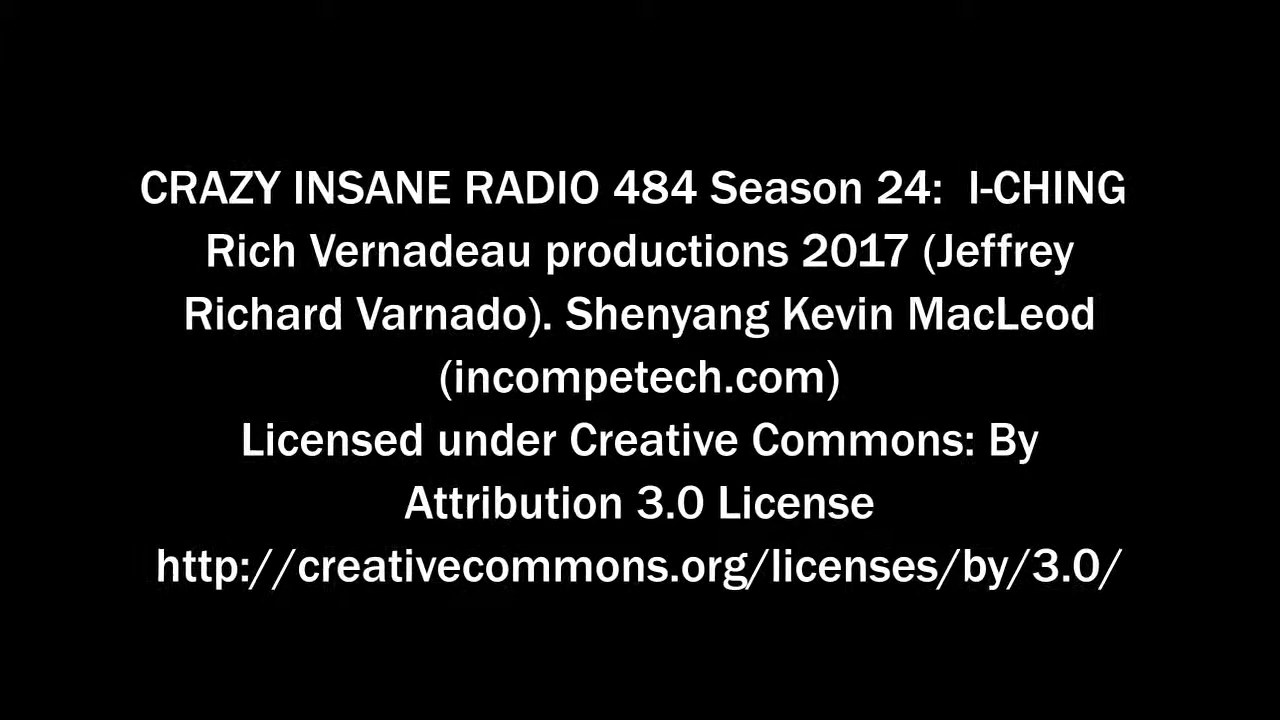 CRAZY INSANE RADIO 484 Season 24:  I-CHING
Rich Vernadeau productions 2017 (Jeffrey
Richard Varnado). Shenyang Kevin MacLeod
(incompetech.com)
Licensed under Creative Commons: By
Attribution 3.0 License
http://creativecommons.org/licenses/by/3.0/